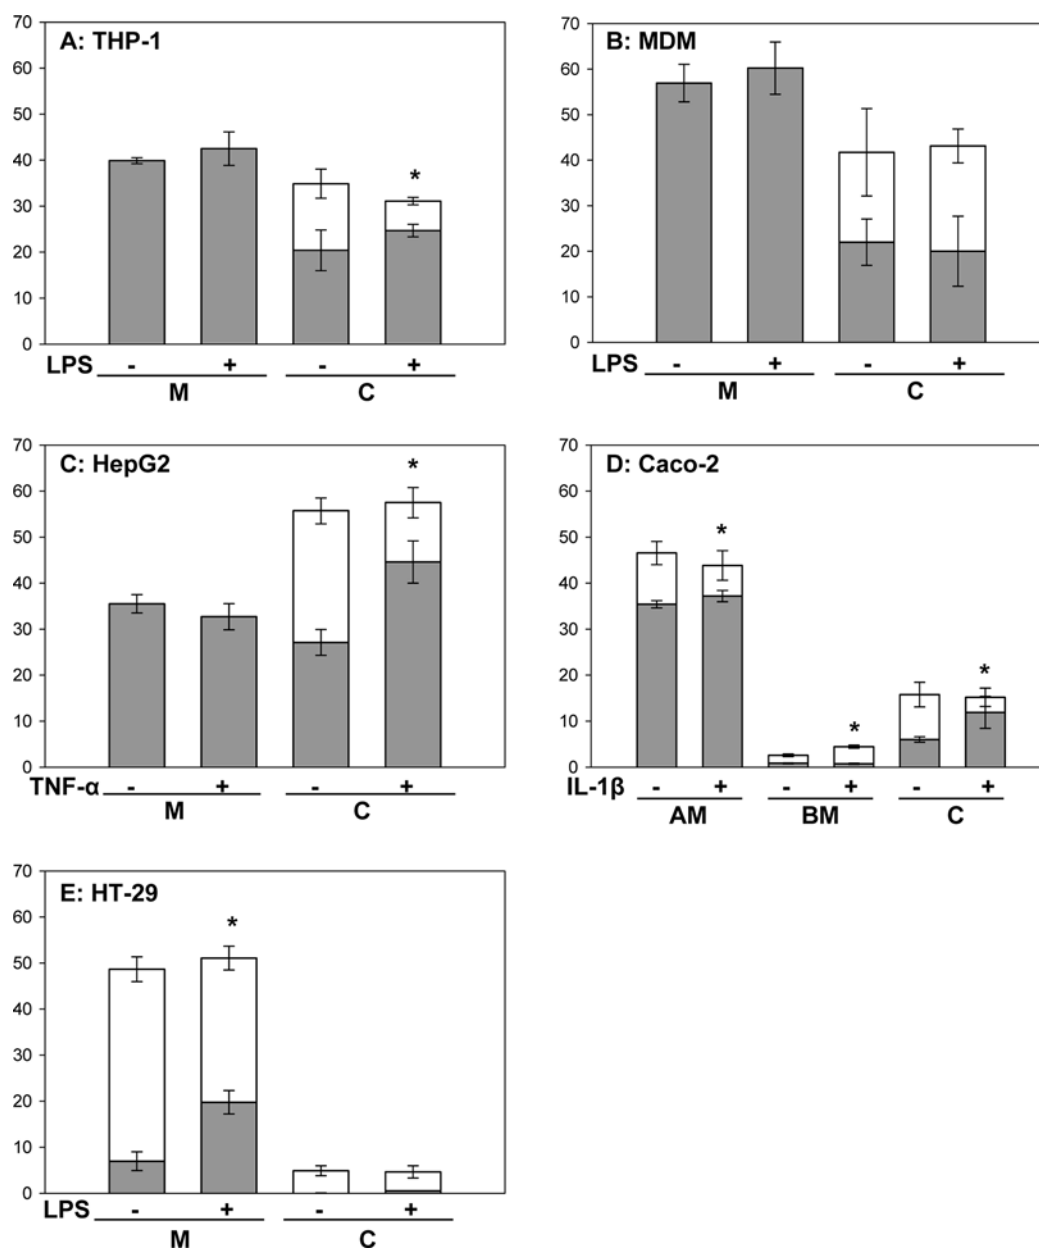 A: THP-1
70
60
50
40
30
20
10
0
LPS - + - +
M C
B: MDM
70
60
50
40
30
20
10
0
LPS - + - +
M C
C: HepG2
*
70
60
50
40
30
20
10
0
TNF-α - + - +
M C
D: Caco-2
* * *
70
60
50
40
30
20
10
0
IL-1β - + - + - +
AM BM C
E: HT-29
*
70
60
50
40
30
20
10
0
LPS - + - +
M C